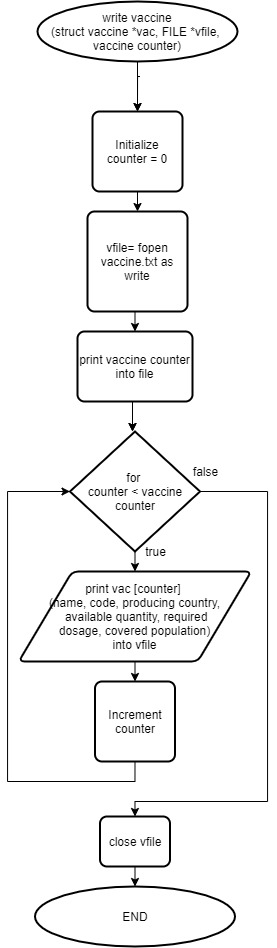 write vaccine
(struct vaccine *vac, FILE *vfile,
vaccine counter)
Initialize
counter = 0
vfile= fopen
vaccine.txt as
write
print vaccine counter
into file
for
counter < vaccine
counter
false
true
print vac [counter]
(name, code, producing country,
available quantity, required
dosage, covered population)
into vfile
Increment
counter
close vfile
END